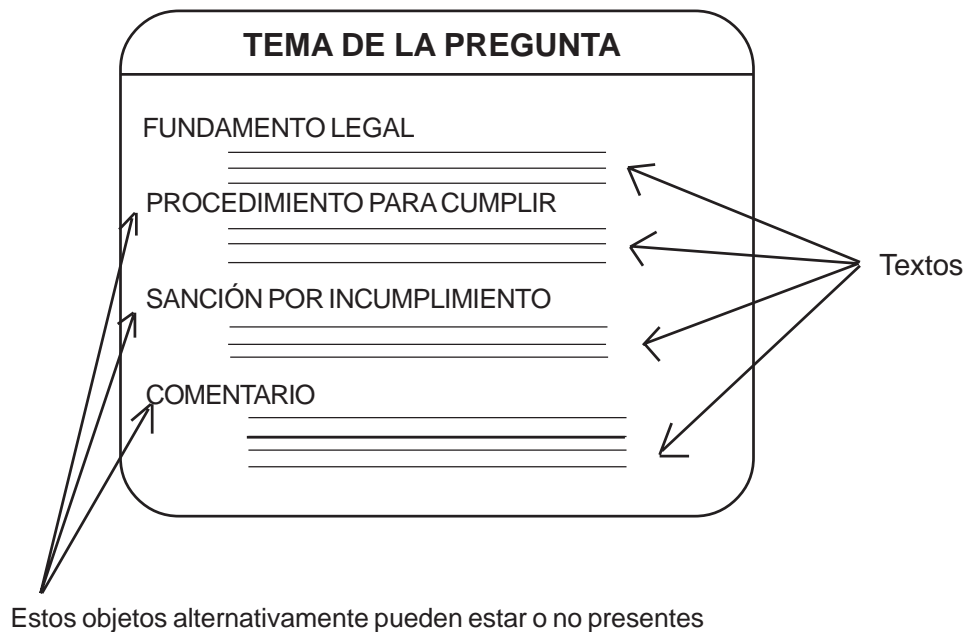 TEMA DE LA PREGUNTA
FUNDAMENTO LEGAL
PROCEDIMIENTO PARA CUMPLIR
SANCIÓN POR INCUMPLIMIENTO
COMENTARIO
Textos
Estos objetos alternativamente pueden estar o no presentes